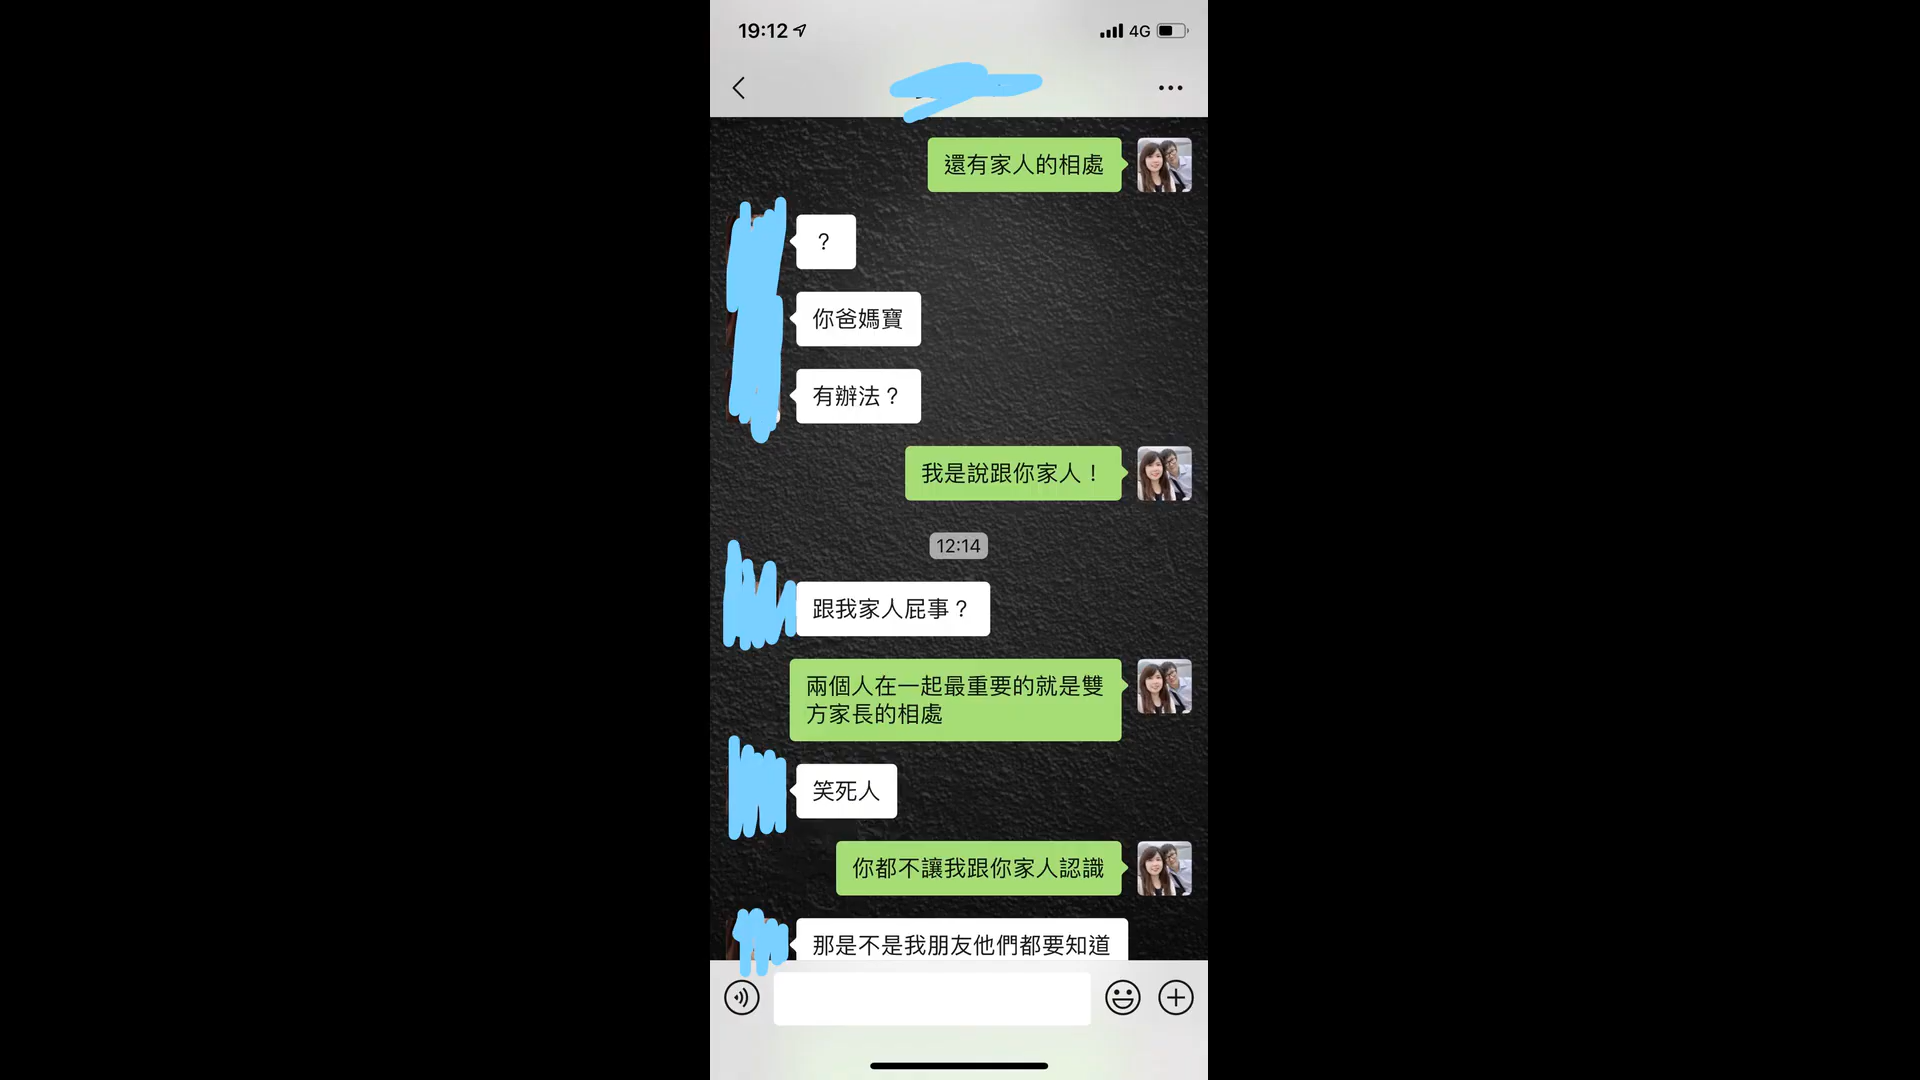 19:12
4G
還有家人的相處
？
你爸媽寶
有辦法？
我是說跟你家人！
12:14
跟我家人屁事？
兩個人在一起最重要的就是雙
方家長的相處
笑死人
你都不讓我跟你家人認識
那是不是我朋友他們都要知道